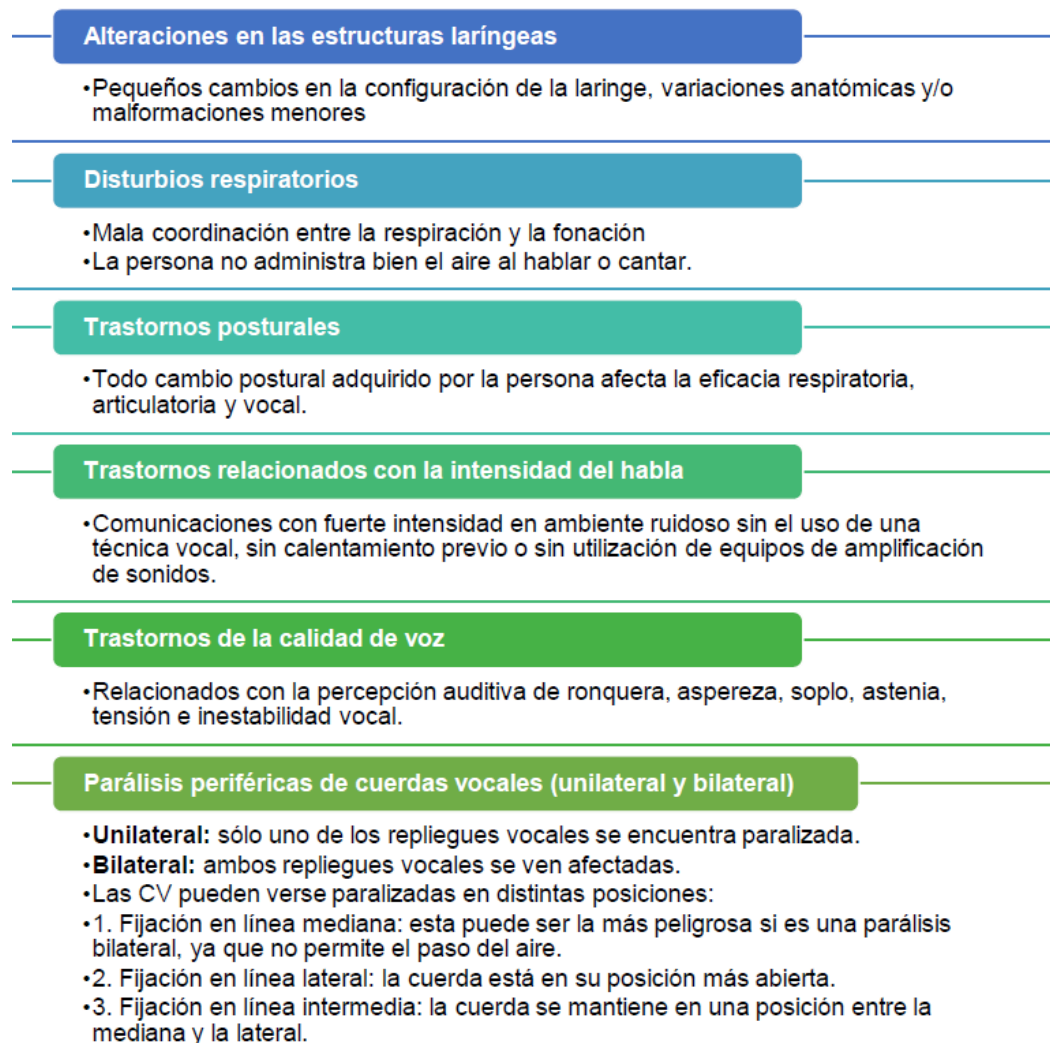 Alteraciones en las estructuras laríngeas
•Pequeños cambios en la configuración de la laringe, variaciones anatómicas y/o
malformaciones menores
Disturbios respiratorios
•Mala coordinación entre la respiración y la fonación
•La persona no administra bien el aire al hablar o cantar.
Trastornos posturales
•Todo cambio postural adquirido por la persona afecta la eficacia respiratoria,
articulatoria y vocal.
Trastornos relacionados con la intensidad del habla
•Comunicaciones con fuerte intensidad en ambiente ruidoso sin el uso de una
técnica vocal, sin calentamiento previo o sin utilización de equipos de amplificación
de sonidos.
Trastornos de la calidad de voz
•Relacionados con la percepción auditiva de ronquera, aspereza, soplo, astenia,
tensión e inestabilidad vocal.
Parálisis periféricas de cuerdas vocales (unilateral y bilateral)
•Unilateral: sólo uno de los repliegues vocales se encuentra paralizada.
•Bilateral: ambos repliegues vocales se ven afectadas.
•Las CV pueden verse paralizadas en distintas posiciones:
•1. Fijación en línea mediana: esta puede ser la más peligrosa si es una parálisis
bilateral, ya que no permite el paso del aire.
•2. Fijación en línea lateral: la cuerda está en su posición más abierta.
•3. Fijación en línea intermedia: la cuerda se mantiene en una posición entre la
mediana y la lateral.